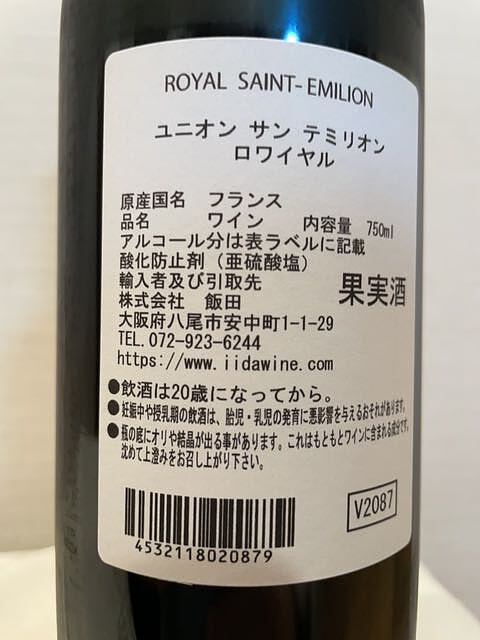 ROYAL SAINT-EMILION
ユニオン サン テミリオン
ロワイヤル
原産国名 フランス
品名 ワイン 内容量 750ml
アルコール分は表ラベルに記載
酸化防止剤（亜硫酸塩）
輸入者及び引取先
果実酒
株式会社 飯田
大阪府八尾市安中町1-1-29
TEL.072-923-6244
https://www.iidawine.com
●飲酒は20歳になってから。
●妊娠中や授乳期の飲酒は、胎児・乳児の発育に悪影響を与えるおそれがあります。
●瓶の底にオリや結晶が出る事があります。これはもともとワインに含まれる成分です。
沈めて上澄みをお召し上がり下さい。
V2087
4532118020879